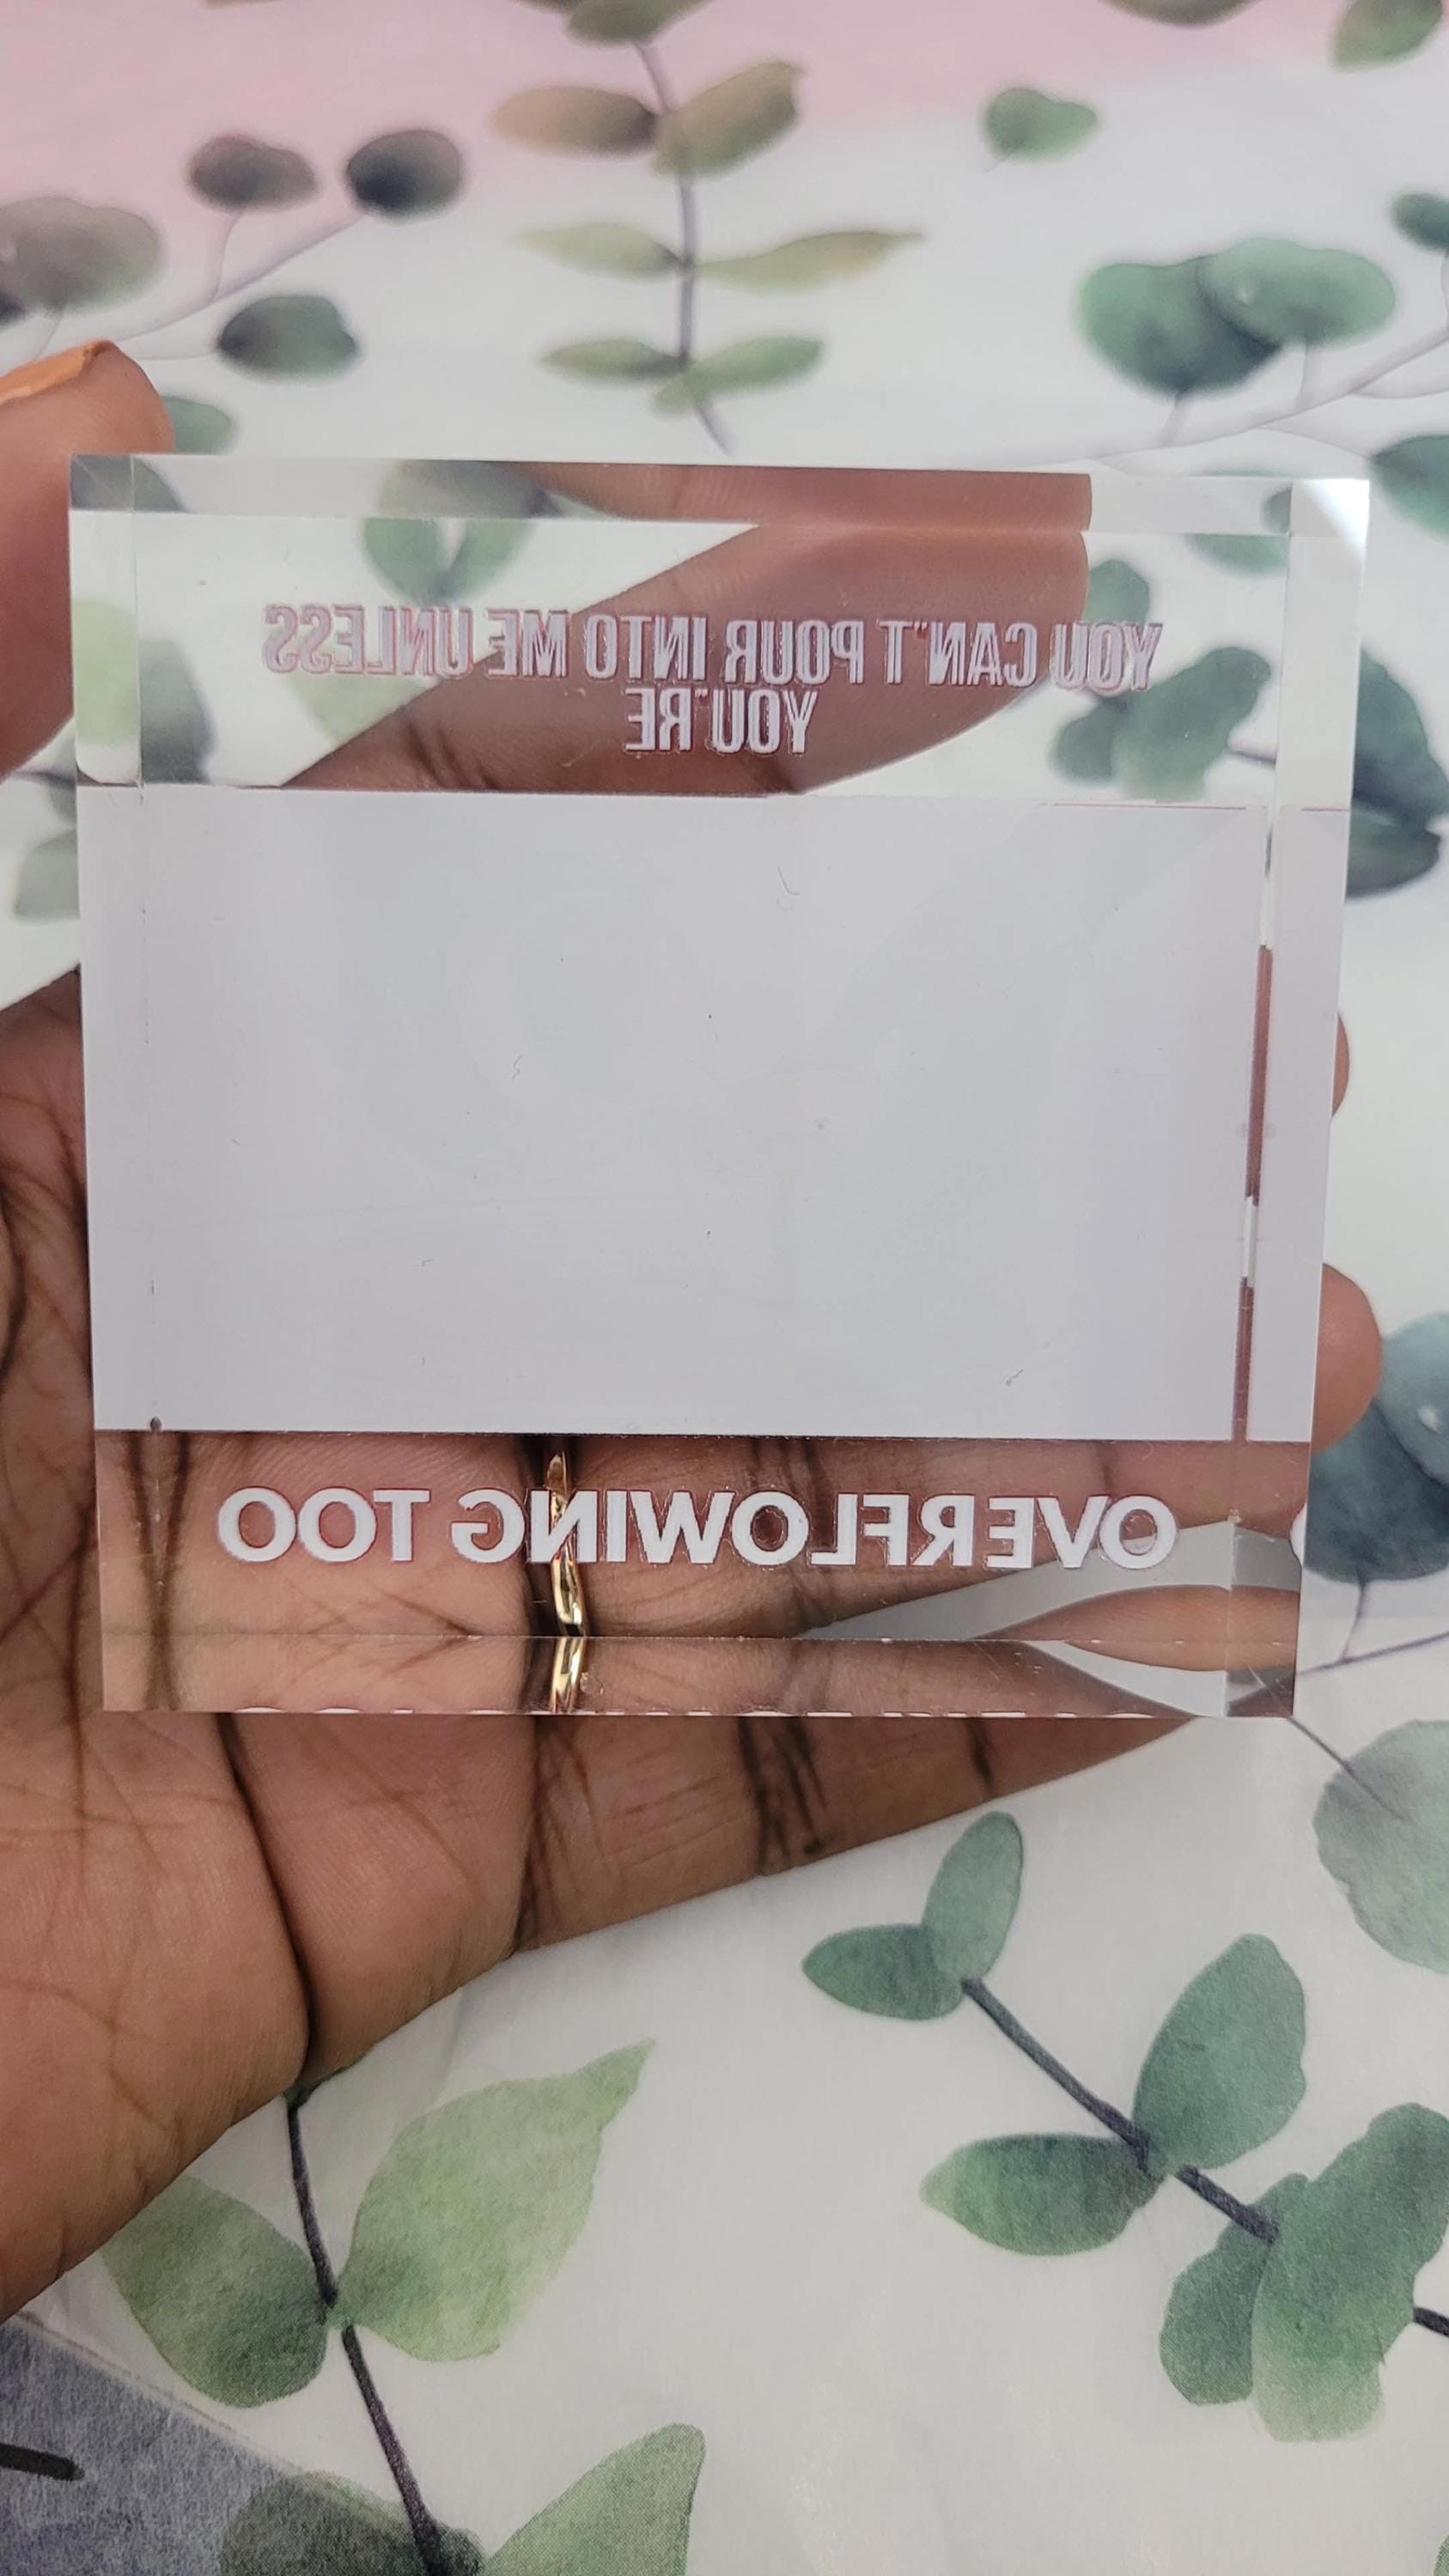 YOU CAN"T POUR INTO ME UNLESS
YOU"RE
OVERFLOWING TOO